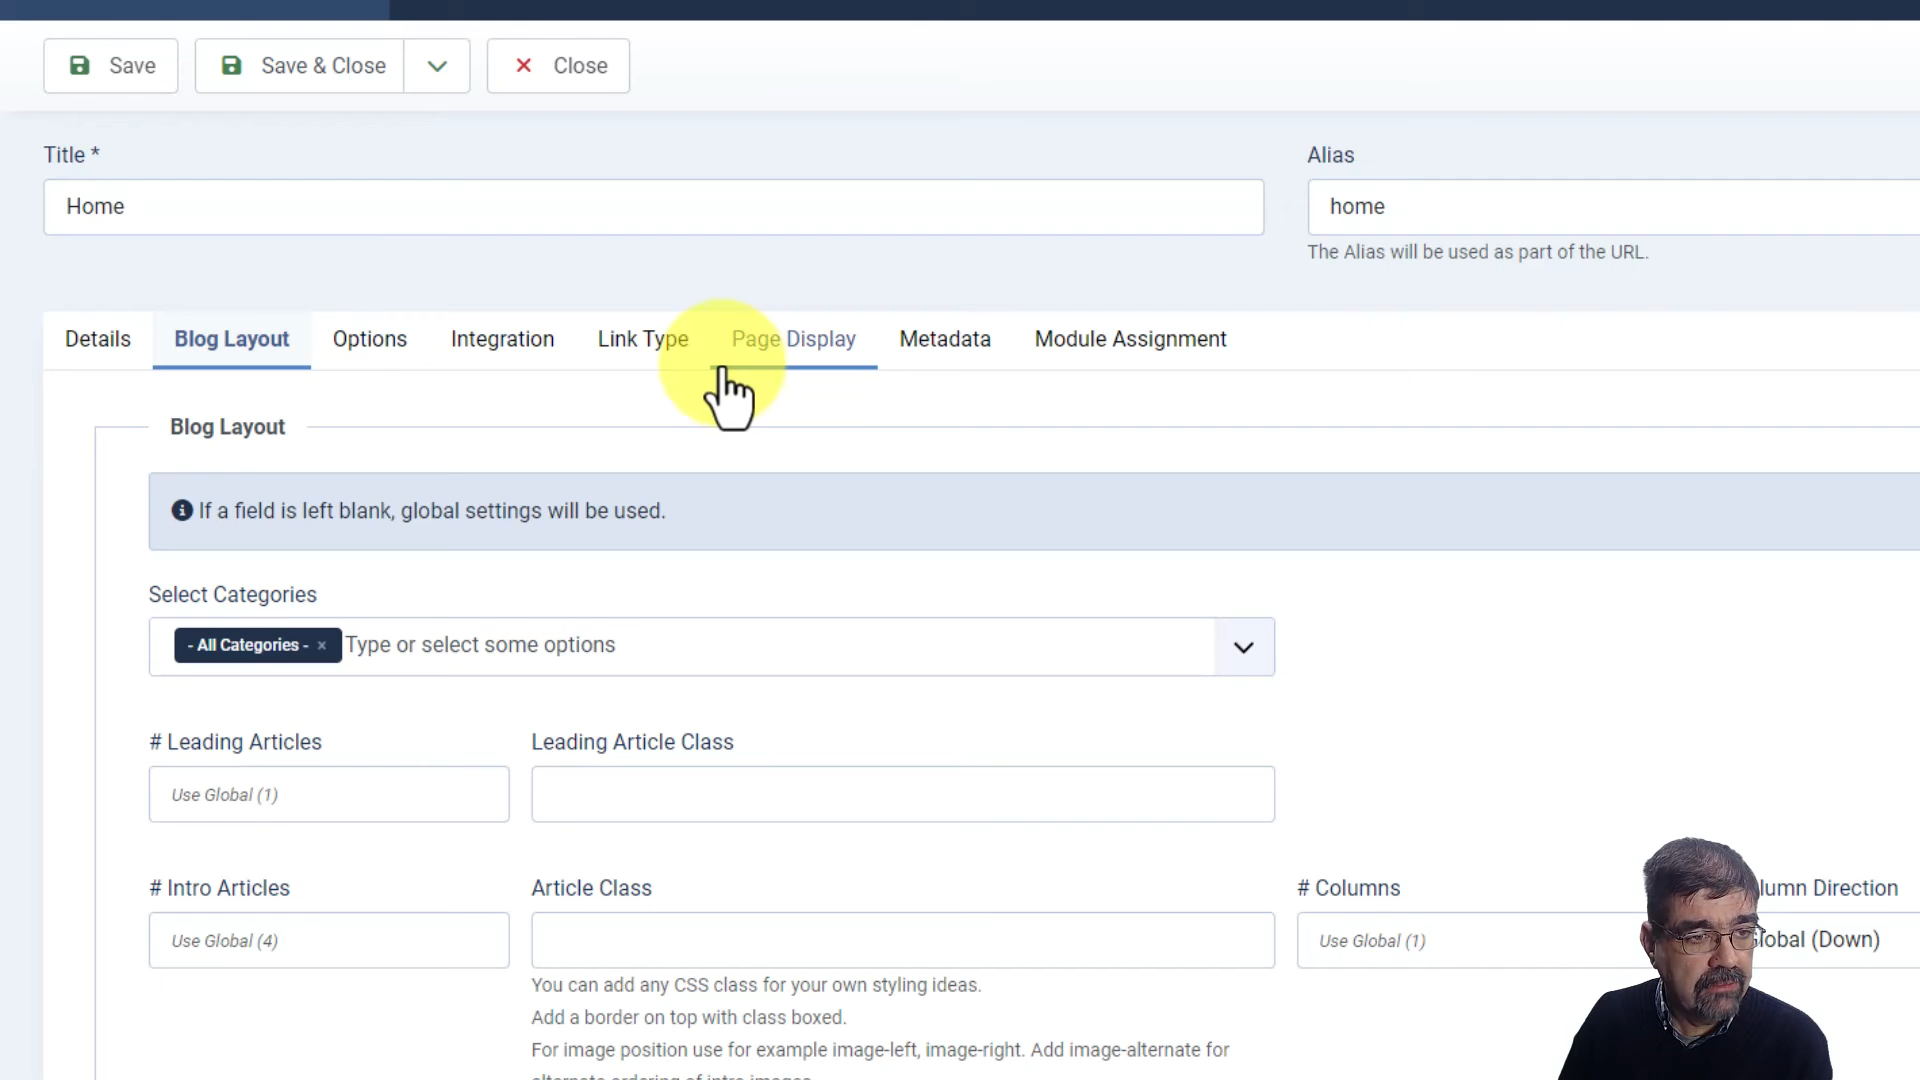 Save
Save & Close
Close
Title *
Alias
Home
home
The Alias will be used as part of the URL.
Details
Blog Layout
Options
Integration
Link Type
Page Display
Metadata
Module Assignment
Blog Layout
If a field is left blank, global settings will be used.
Select Categories
- All Categories - ×
Type or select some options
# Leading Articles
Leading Article Class
Use Global (1)
# Intro Articles
Article Class
# Columns
Direction
Use Global (4)
Use Global (1)
(Down)
You can add any CSS class for your own styling ideas.
Add a border on top with class boxed.
For image position use for example image-left, image-right. Add image-alternate for